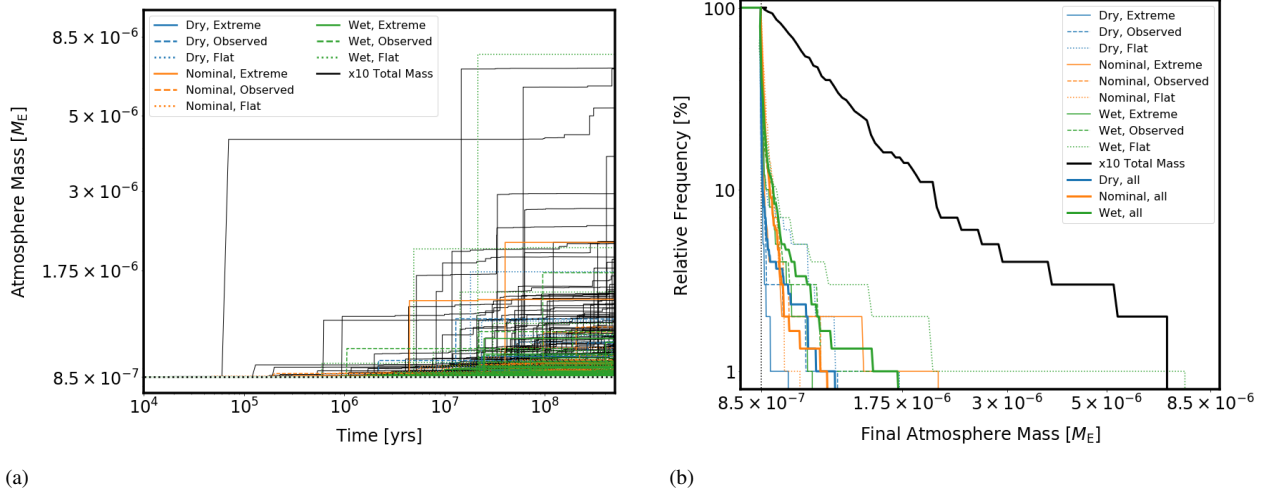 8.5 × 10⁻⁶
5 × 10⁻⁶
3 × 10⁻⁶
1.75 × 10⁻⁶
8.5 × 10⁻⁷
Atmosphere Mass [M_E]
Dry, Extreme
Dry, Observed
Dry, Flat
Nominal, Extreme
Nominal, Observed
Nominal, Flat
Wet, Extreme
Wet, Observed
Wet, Flat
x10 Total Mass
10⁴ 10⁵ 10⁶ 10⁷ 10⁸
Time [yrs]
(a)
100
10
1
Relative Frequency [%]
Dry, Extreme
Dry, Observed
Dry, Flat
Nominal, Extreme
Nominal, Observed
Nominal, Flat
Wet, Extreme
Wet, Observed
Wet, Flat
x10 Total Mass
Dry, all
Nominal, all
Wet, all
8.5 × 10⁻⁷ 1.75 × 10⁻⁶ 3 × 10⁻⁶ 5 × 10⁻⁶ 8.5 × 10⁻⁶
Final Atmosphere Mass [M_E]
(b)